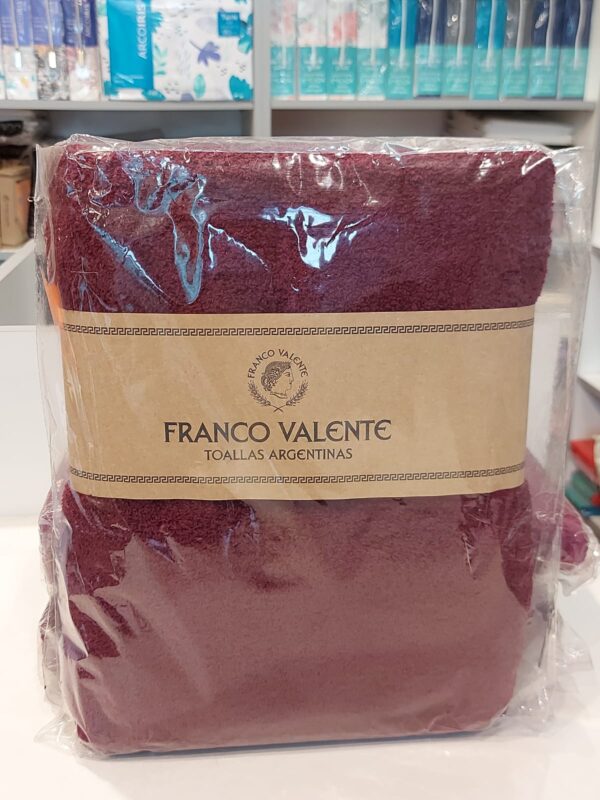 ARCOIRIS
FRANCO VALENTE
FRANCO VALENTE
TOALLAS ARGENTINAS